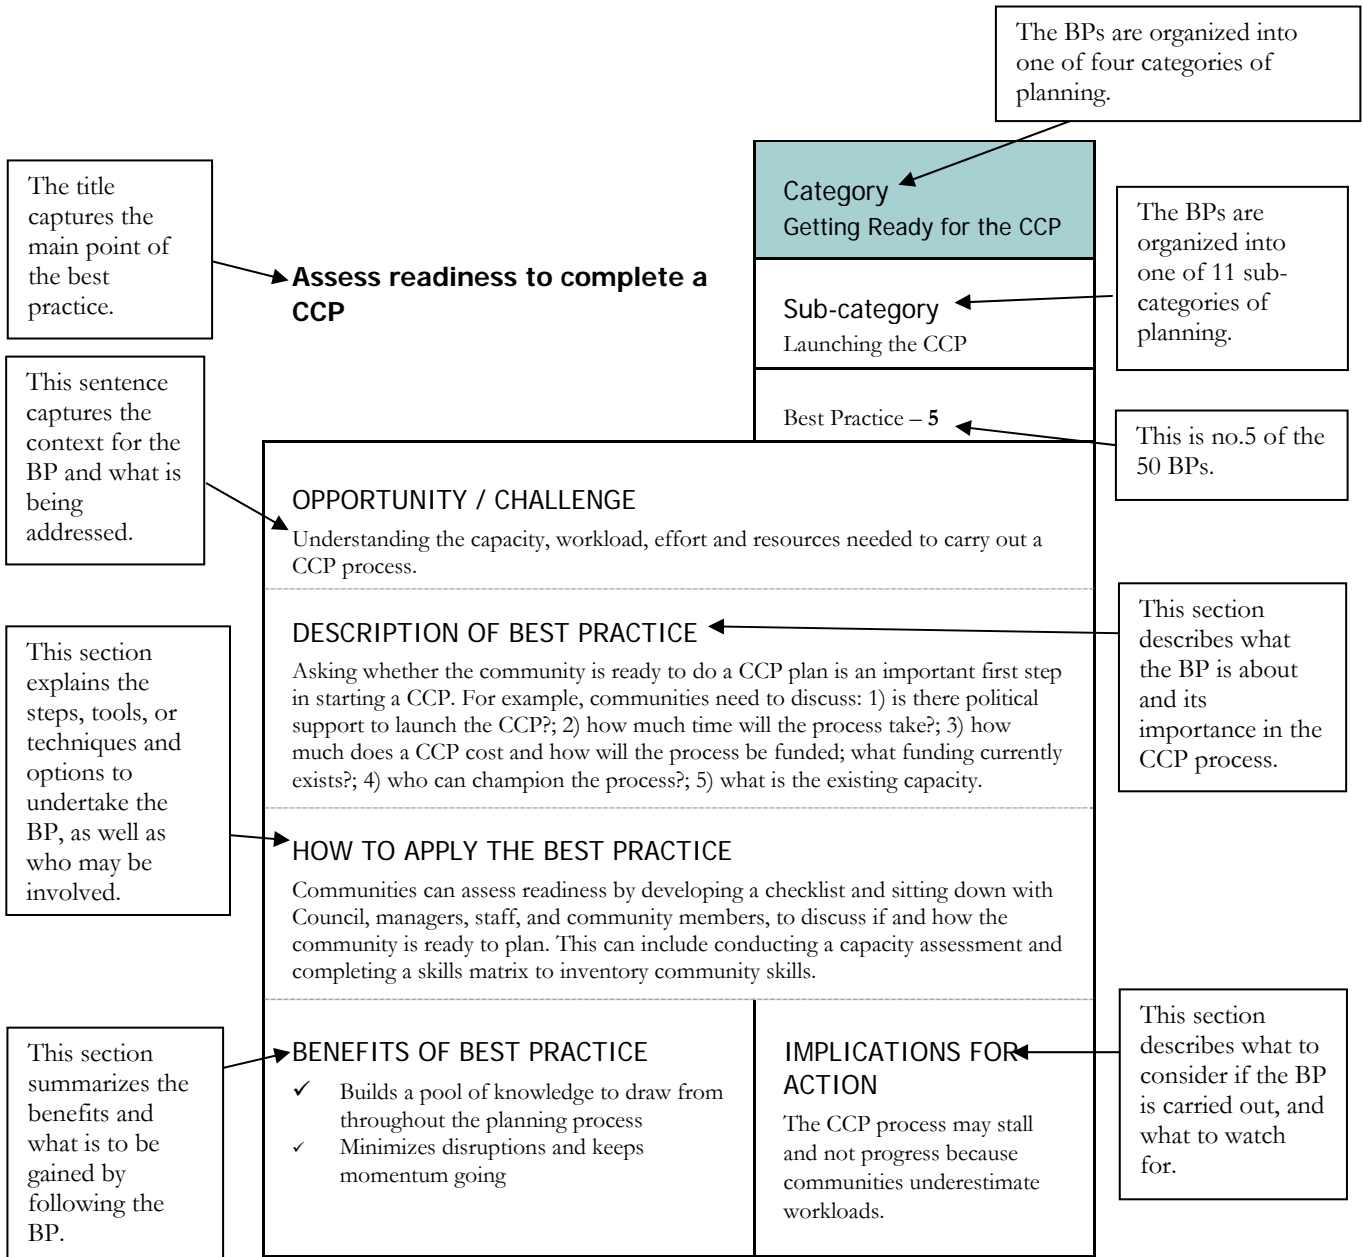 The BPs are organized into
one of four categories of
planning.
The title
captures the
main point of
the best
practice.
Category
Getting Ready for the CCP
The BPs are
organized into
one of 11 sub-
categories of
planning.
Assess readiness to complete a
CCP
Sub-category
Launching the CCP
This sentence
captures the
context for the
BP and what is
being
addressed.
Best Practice – 5
This is no.5 of the
50 BPs.
OPPORTUNITY / CHALLENGE
Understanding the capacity, workload, effort and resources needed to carry out a
CCP process.
This section
describes what
the BP is about
and its
importance in the
CCP process.
DESCRIPTION OF BEST PRACTICE
Asking whether the community is ready to do a CCP plan is an important first step
in starting a CCP. For example, communities need to discuss: 1) is there political
support to launch the CCP?; 2) how much time will the process take?; 3) how
much does a CCP cost and how will the process be funded; what funding currently
exists?; 4) who can champion the process?; 5) what is the existing capacity.
This section
explains the
steps, tools, or
techniques and
options to
undertake the
BP, as well as
who may be
involved.
HOW TO APPLY THE BEST PRACTICE
Communities can assess readiness by developing a checklist and sitting down with
Council, managers, staff, and community members, to discuss if and how the
community is ready to plan. This can include conducting a capacity assessment and
completing a skills matrix to inventory community skills.
This section
summarizes the
benefits and
what is to be
gained by
following the
BP.
BENEFITS OF BEST PRACTICE
✓ Builds a pool of knowledge to draw from
throughout the planning process
✓ Minimizes disruptions and keeps
momentum going
IMPLICATIONS FOR
ACTION
The CCP process may stall
and not progress because
communities underestimate
workloads.
This section
describes what to
consider if the BP
is carried out, and
what to watch
for.